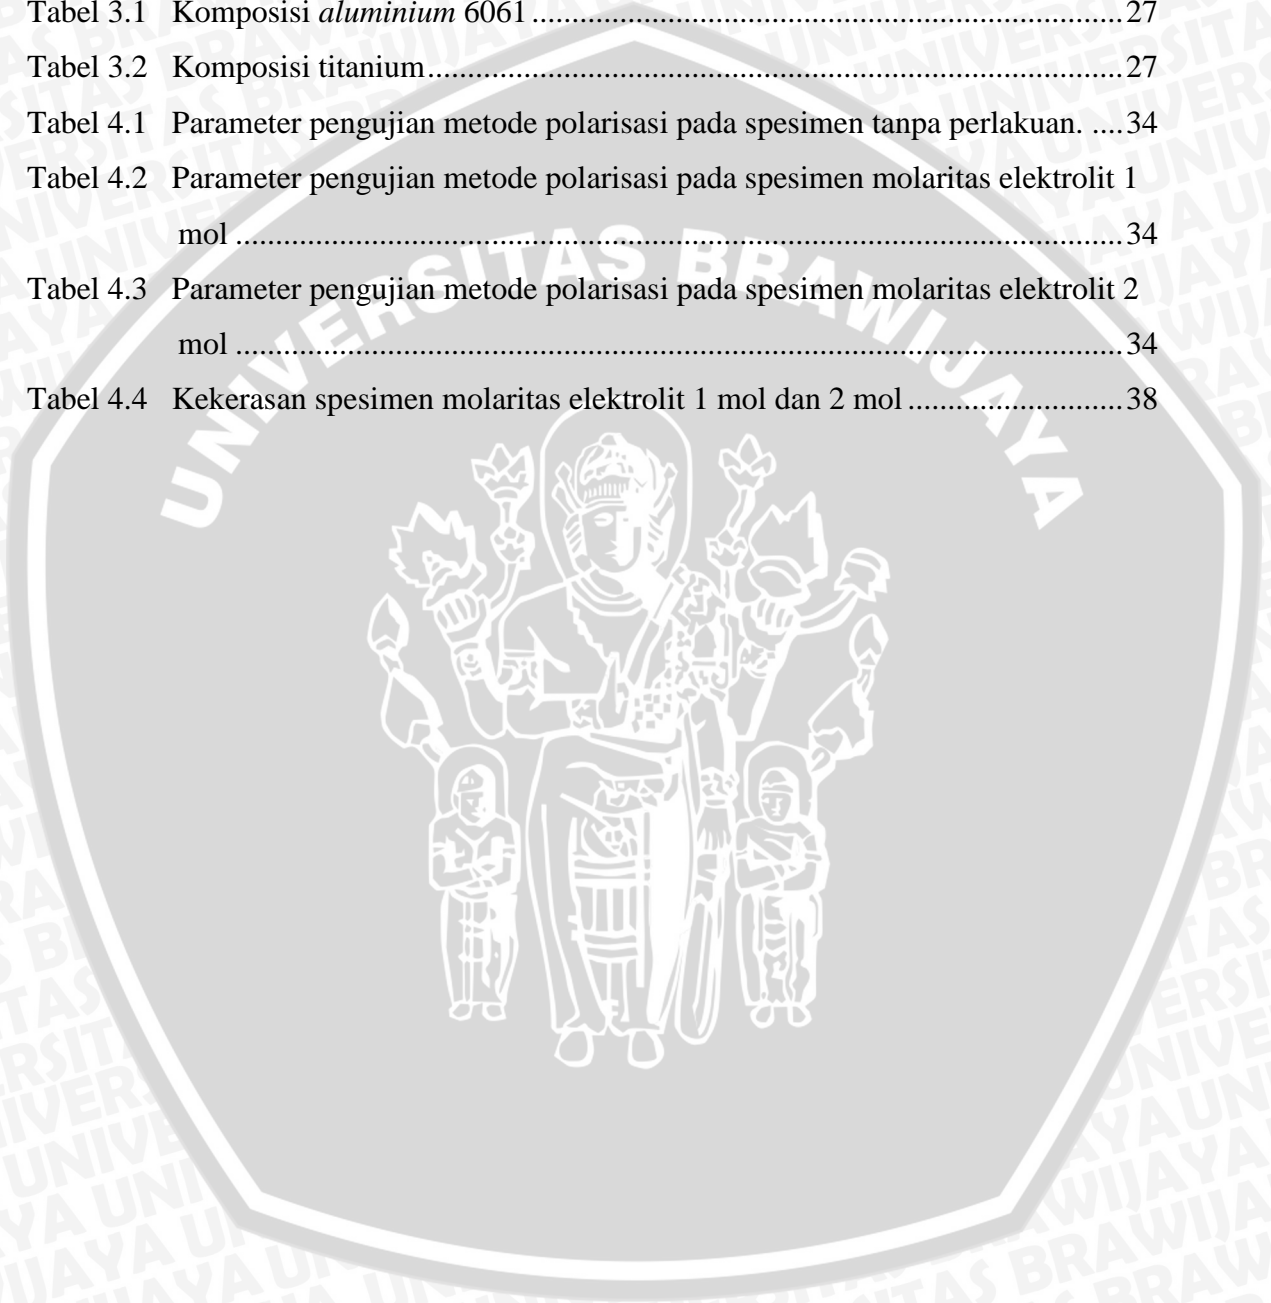 Tabel 3.1 Komposisi aluminium 6061 ........................................................................... 27
Tabel 3.2 Komposisi titanium ........................................................................................ 27
Tabel 4.1 Parameter pengujian metode polarisasi pada spesimen tanpa perlakuan. .... 34
Tabel 4.2 Parameter pengujian metode polarisasi pada spesimen molaritas elektrolit 1
mol ................................................................................................................ 34
Tabel 4.3 Parameter pengujian metode polarisasi pada spesimen molaritas elektrolit 2
mol ................................................................................................................ 34
Tabel 4.4 Kekerasan spesimen molaritas elektrolit 1 mol dan 2 mol ........................... 38
UNIVERSITAS BRAWIJAYA